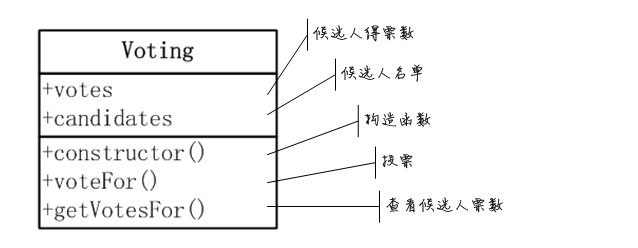 Voting
+votes
+candidates
+constructor()
+voteFor()
+getVotesFor()
候选人得票数
候选人名单
构造函数
投票
查看候选人票数